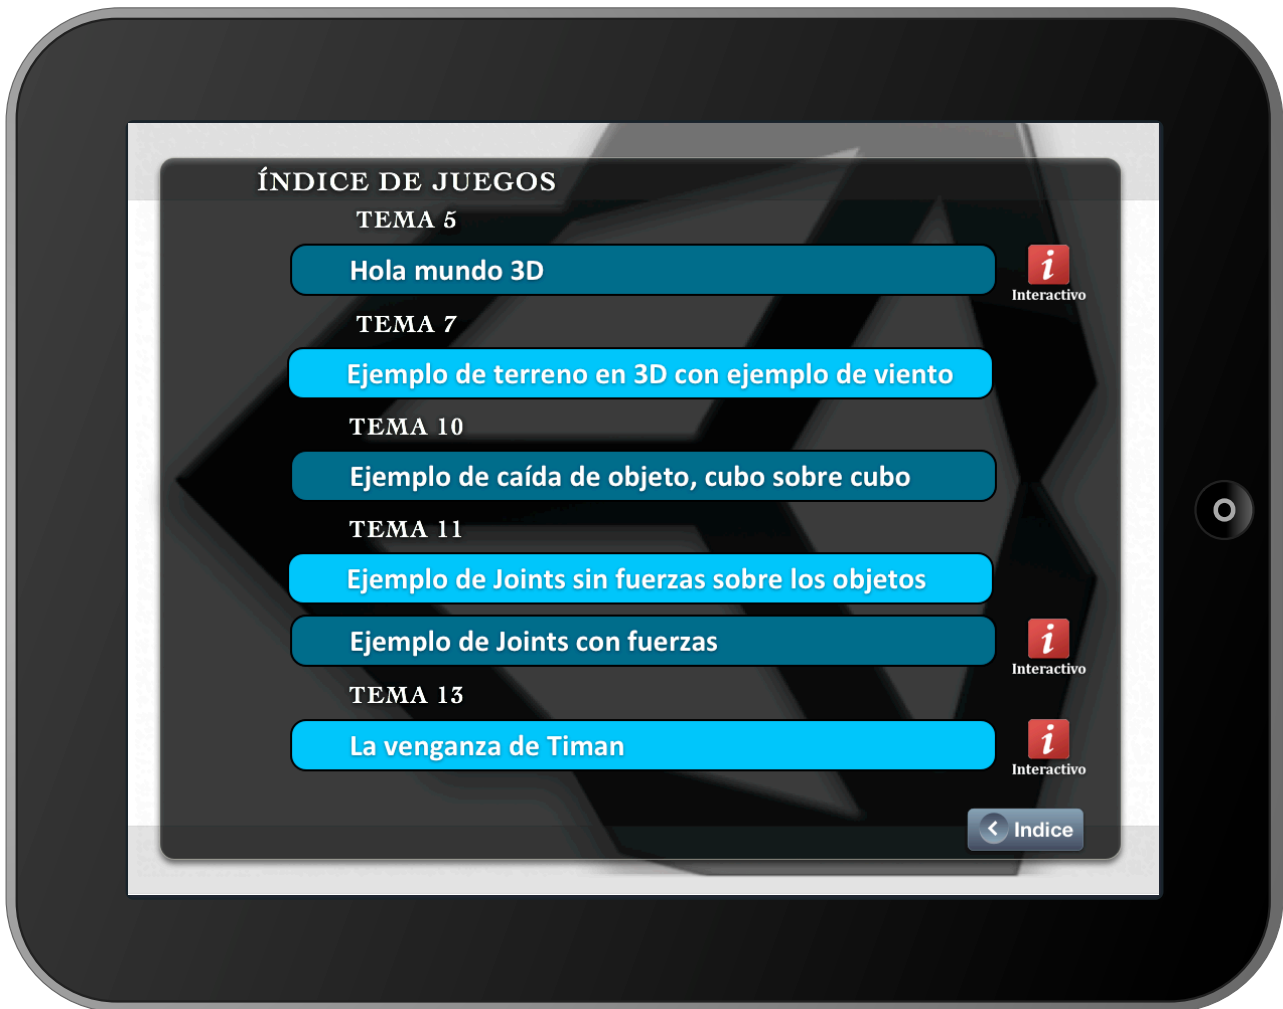 ÍNDICE DE JUEGOS
TEMA 5
Hola mundo 3D
i
Interactivo
TEMA 7
Ejemplo de terreno en 3D con ejemplo de viento
TEMA 10
Ejemplo de caída de objeto, cubo sobre cubo
TEMA 11
Ejemplo de Joints sin fuerzas sobre los objetos
Ejemplo de Joints con fuerzas
i
Interactivo
TEMA 13
La venganza de Timan
i
Interactivo
Indice